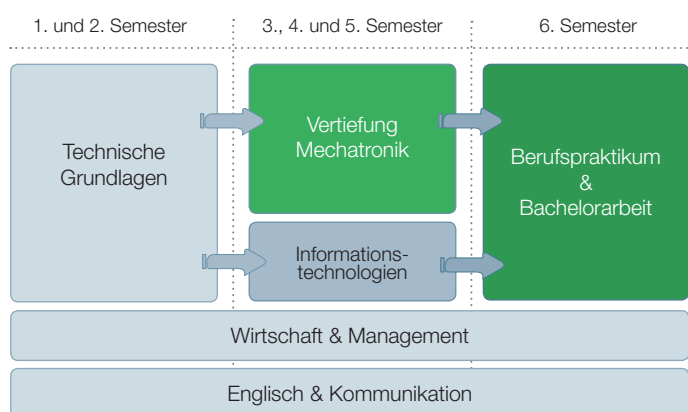 1. und 2. Semester
3., 4. und 5. Semester
6. Semester
Technische
Grundlagen
Vertiefung
Mechatronik
Informations-
technologien
Berufspraktikum
&
Bachelorarbeit
Wirtschaft & Management
Englisch & Kommunikation